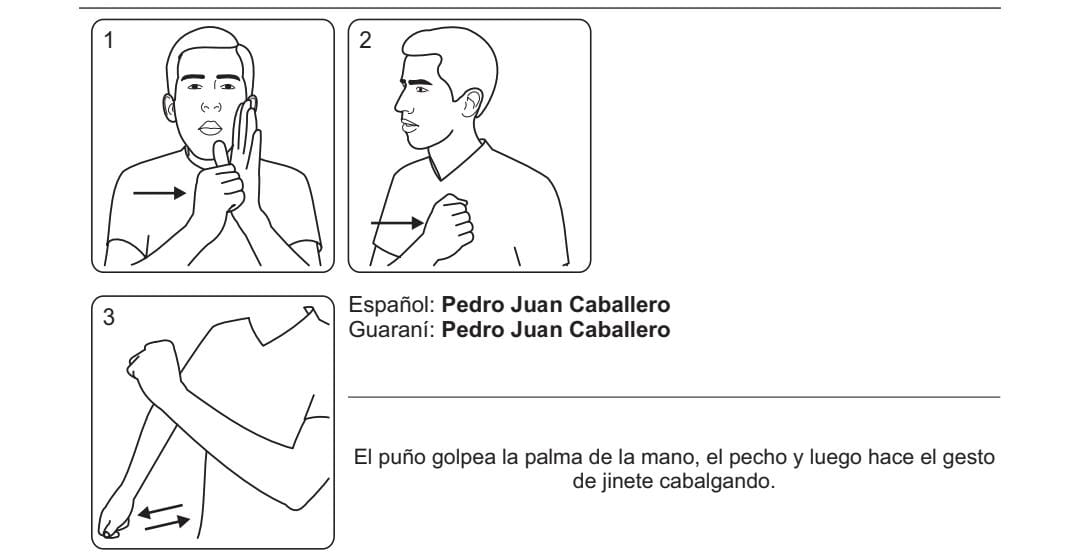 1
2
3
Español: Pedro Juan Caballero
Guaraní: Pedro Juan Caballero
El puño golpea la palma de la mano, el pecho y luego hace el gesto
de jinete cabalgando.